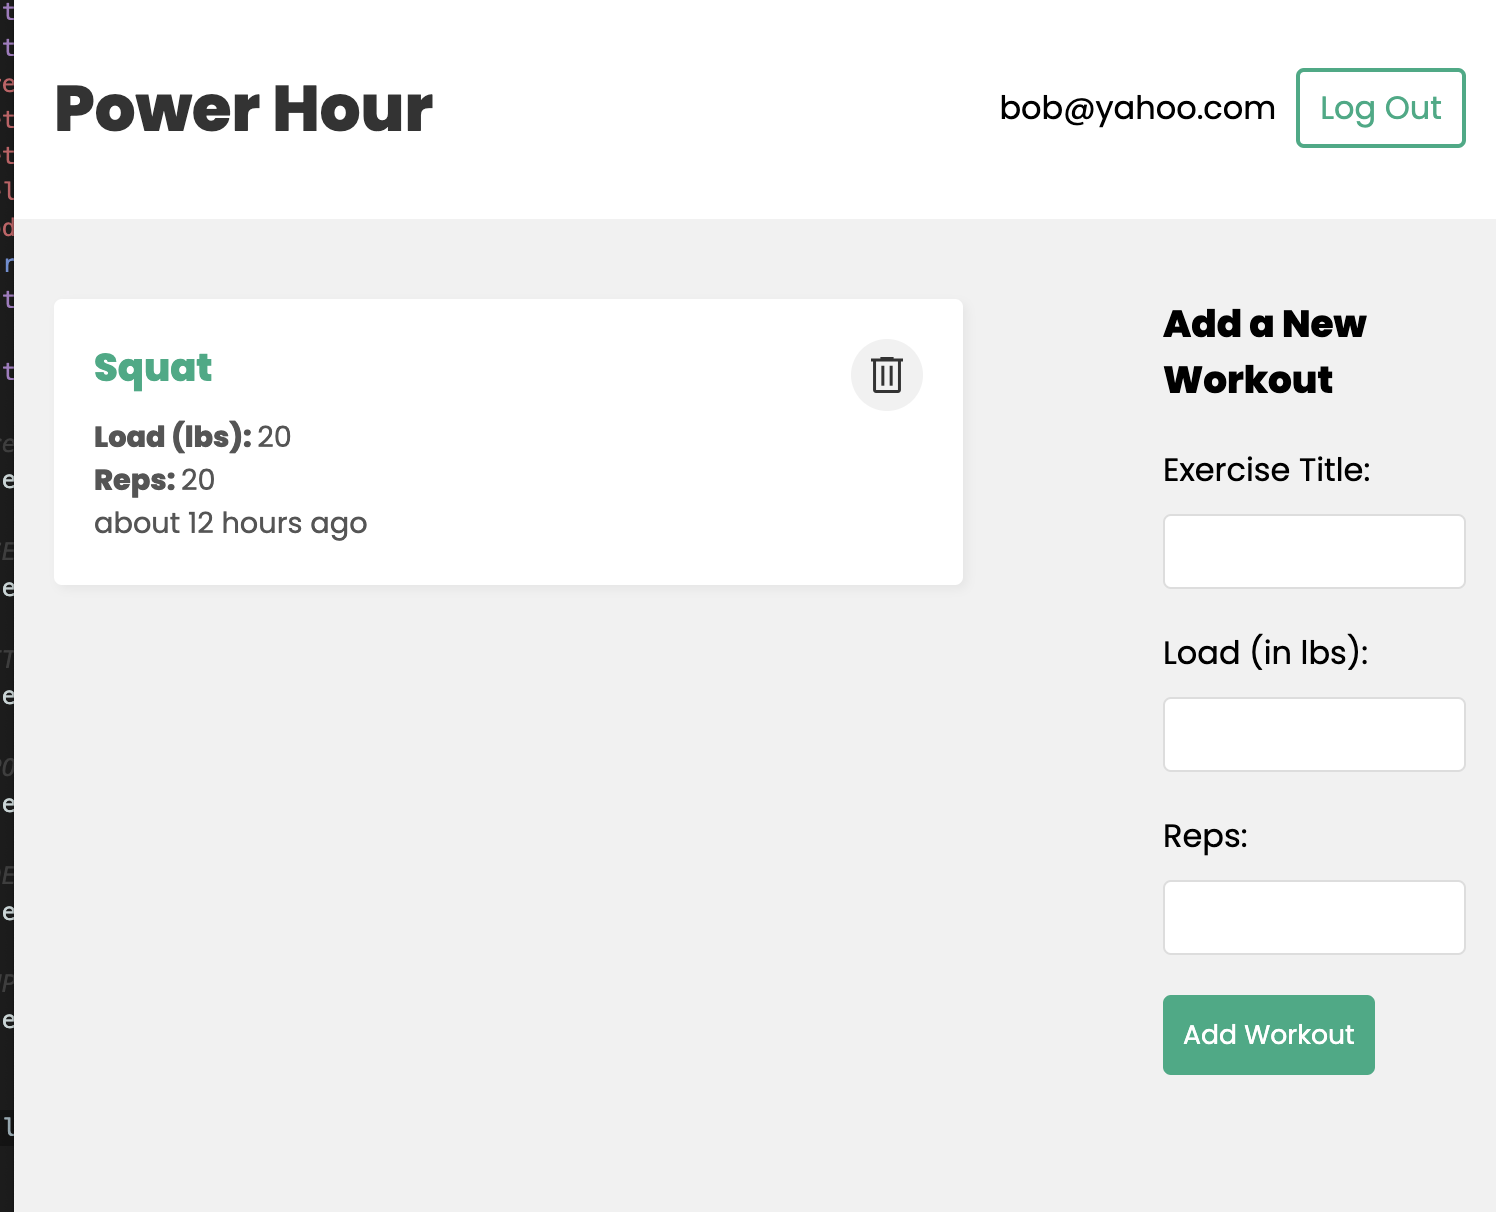 Power Hour
bob@yahoo.com
Log Out
Squat
Load (lbs): 20
Reps: 20
about 12 hours ago
Add a New
Workout
Exercise Title:
Load (in lbs):
Reps:
Add Workout